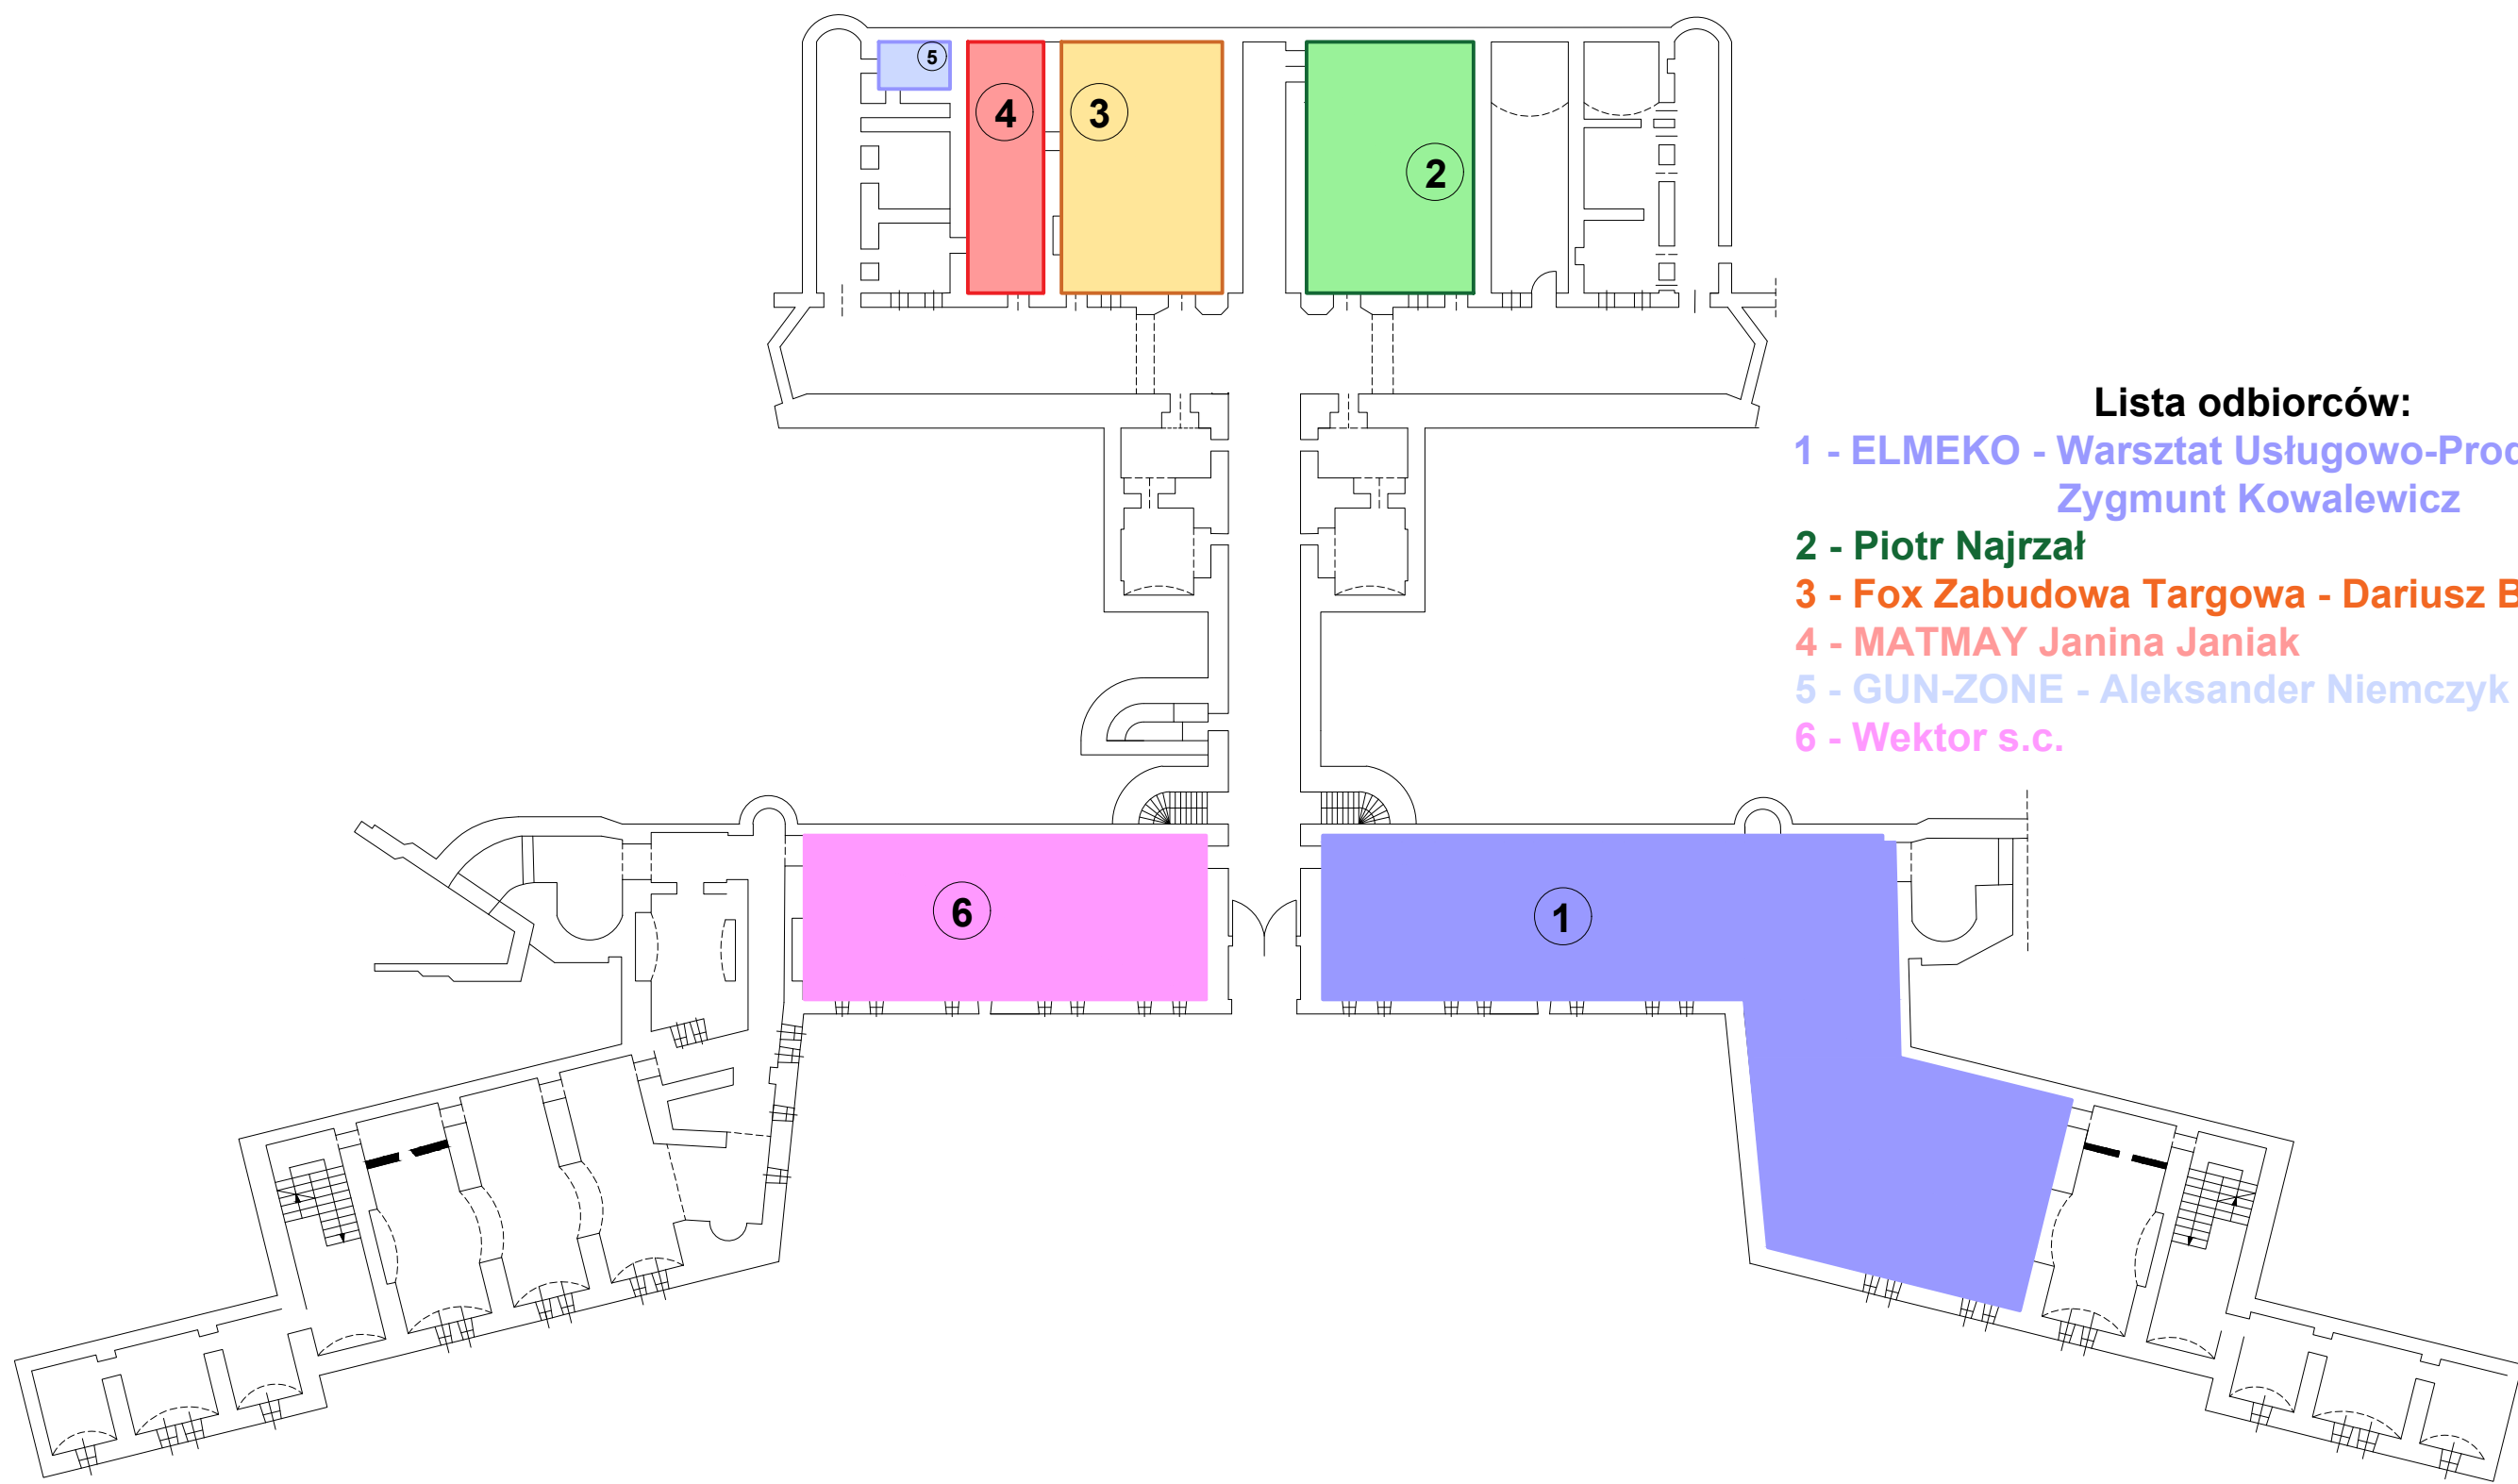 5
4
3
2
Lista odbiorców:
1 - ELMEKO - Warsztat Usługowo-Prod
Zygmunt Kowalewicz
2 - Piotr Najrzał
3 - Fox Zabudowa Targowa - Dariusz B
4 - MATMAY Janina Janiak
5 - GUN-ZONE - Aleksander Niemczyk
6 - Wektor s.c.
6
1